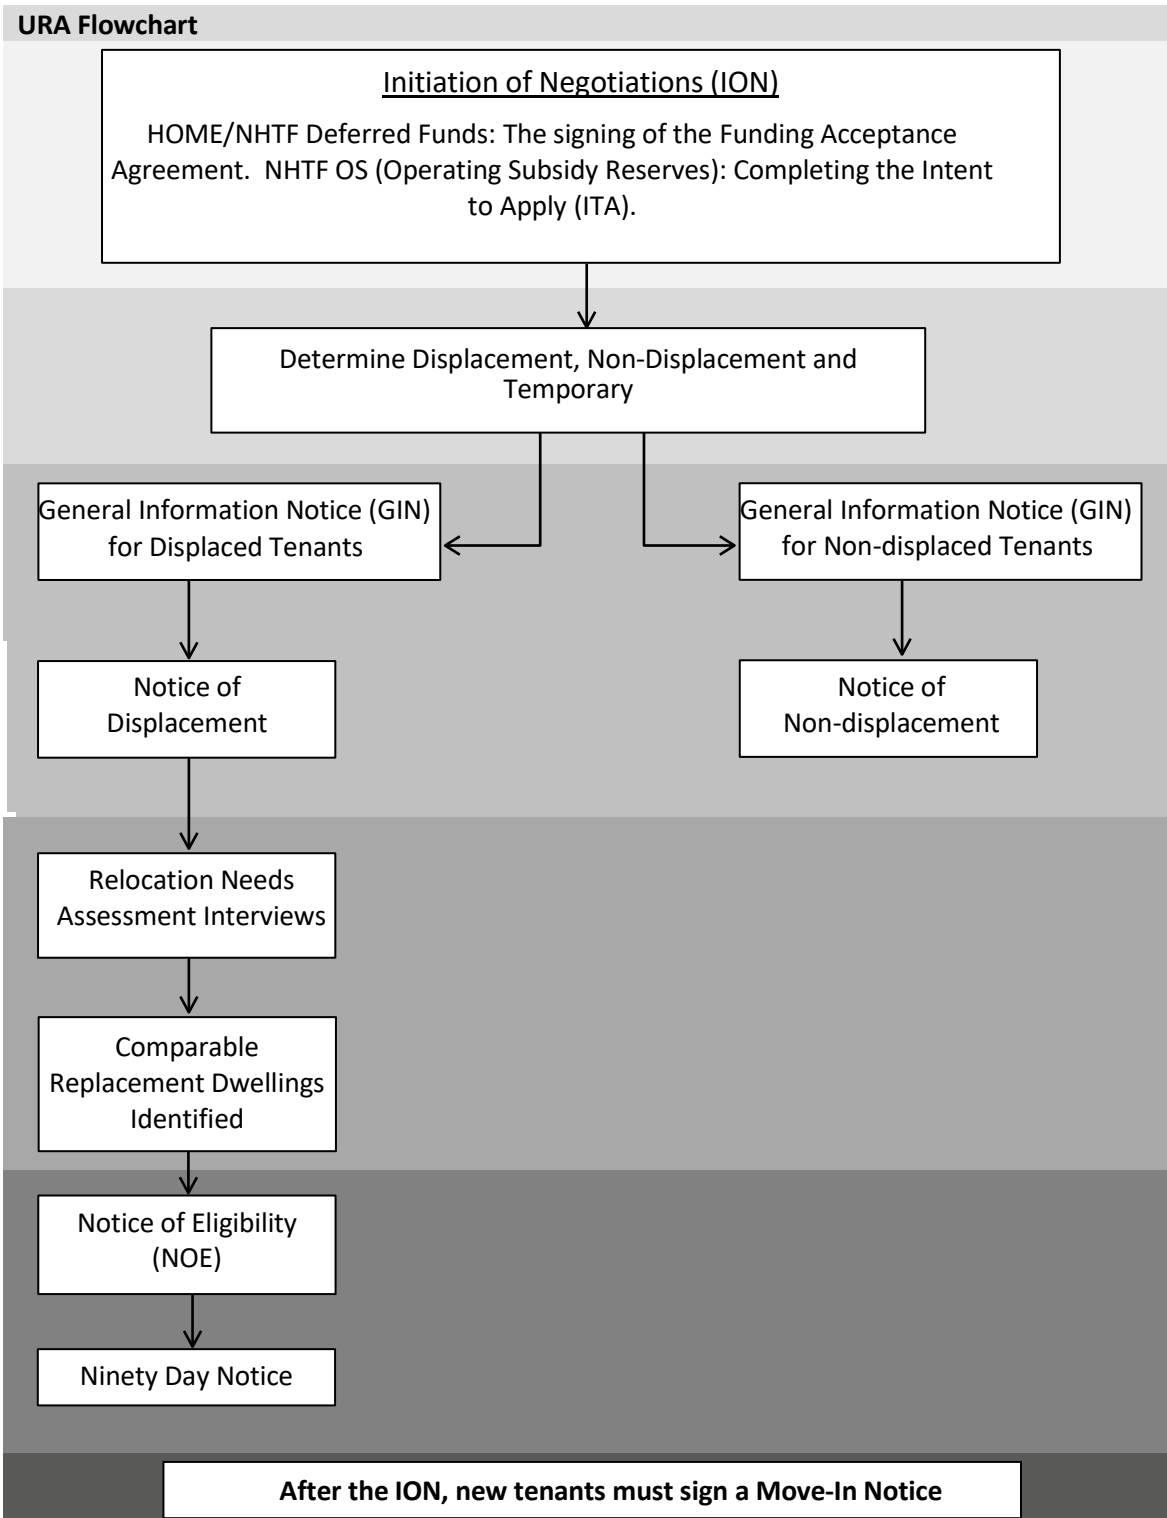 URA Flowchart
Initiation of Negotiations (ION)
HOME/NHTF Deferred Funds: The signing of the Funding Acceptance
Agreement.  NHTF OS (Operating Subsidy Reserves): Completing the Intent
to Apply (ITA).
Determine Displacement, Non-Displacement and
Temporary
General Information Notice (GIN)
for Displaced Tenants
General Information Notice (GIN)
for Non-displaced Tenants
Notice of
Displacement
Notice of
Non-displacement
Relocation Needs
Assessment Interviews
Comparable
Replacement Dwellings
Identified
Notice of Eligibility
(NOE)
Ninety Day Notice
After the ION, new tenants must sign a Move-In Notice